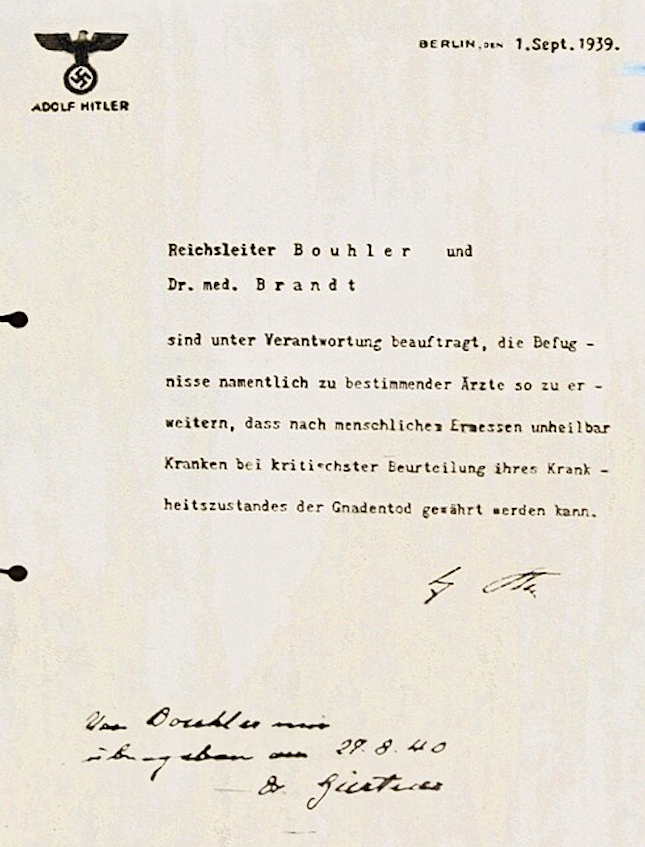 BERLIN, DEN 1.Sept.1939.
ADOLF HITLER
Reichsleiter B o u h l e r und
Dr. med. B r a n d t
sind unter Verantwortung beauftragt, die Befug -
nisse namentlich zu bestimmender Ärzte so zu er -
weitern, dass nach menschlichem Ermessen unheilbar
Kranken bei kritischster Beurteilung ihres Krank -
heitszustandes der Gnadentod gewährt werden kann.
Von Bouhler mir
übergeben am 27.8.40
Dr. Gürtner